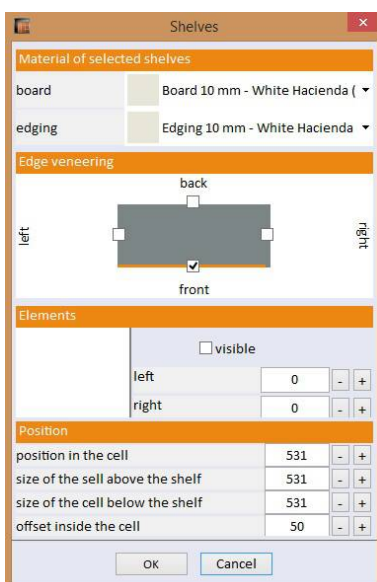 Shelves
Material of selected shelves
board Board 10 mm - White Hacienda (
edging Edging 10 mm - White Hacienda
Edge veneering
back
left right
front
Elements
visible
left 0 - +
right 0 - +
Position
position in the cell 531 - +
size of the sell above the shelf 531 - +
size of the cell below the shelf 531 - +
offset inside the cell 50 - +
OK Cancel